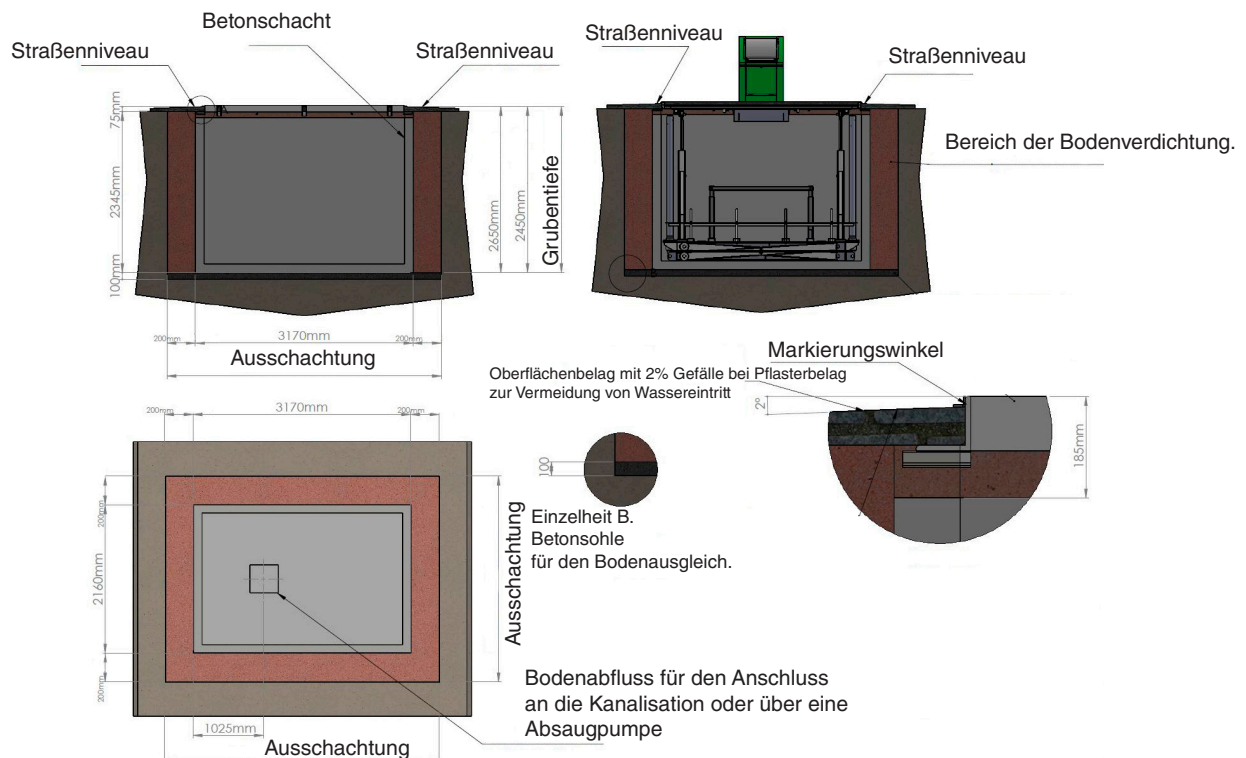 Betonschacht
Straßenniveau
Straßenniveau
75mm
2345mm
100mm
2650mm
2450mm
Grubentiefe
200mm
3170mm
200mm
Ausschachtung
Straßenniveau
Straßenniveau
Bereich der Bodenverdichtung.
200mm
3170mm
200mm
200mm
2160mm
200mm
Ausschachtung
1025mm
Ausschachtung
Oberflächenbelag mit 2% Gefälle bei Pflasterbelag
zur Vermeidung von Wassereintritt
Markierungswinkel
2°
185mm
100
Einzelheit B.
Betonsohle
für den Bodenausgleich.
Bodenabfluss für den Anschluss
an die Kanalisation oder über eine
Absaugpumpe